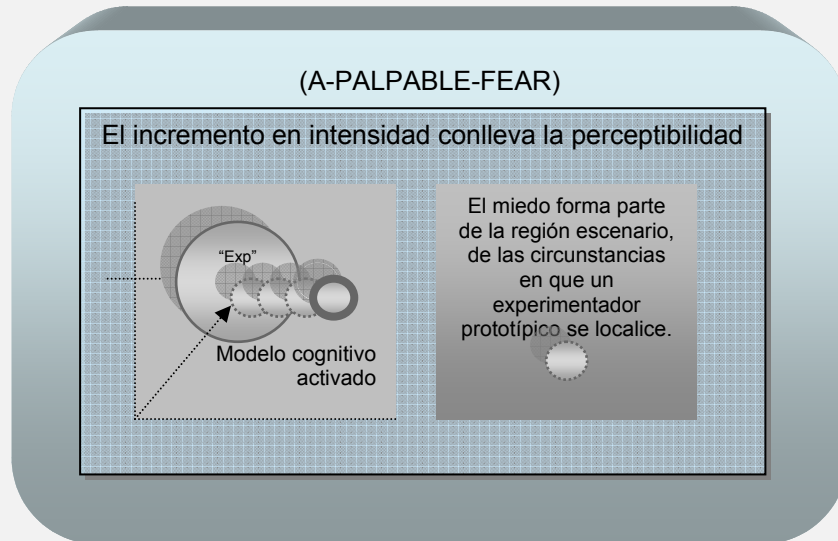 (A-PALPABLE-FEAR)
El incremento en intensidad conlleva la perceptibilidad
“Exp”
Modelo cognitivo
activado
El miedo forma parte
de la región escenario,
de las circunstancias
en que un
experimentador
prototípico se localice.